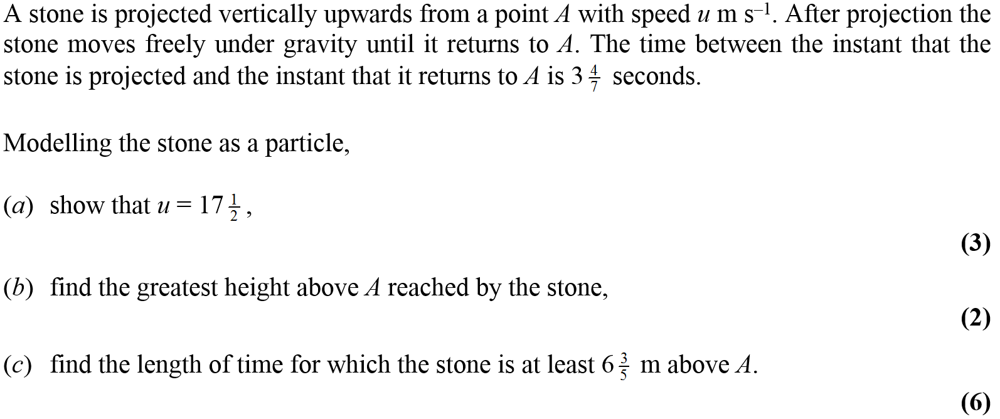 A stone is projected vertically upwards from a point A with speed u m s⁻¹. After projection the
stone moves freely under gravity until it returns to A. The time between the instant that the
stone is projected and the instant that it returns to A is 3 4/7 seconds.
Modelling the stone as a particle,
(a) show that u = 17 1/2 ,
(3)
(b) find the greatest height above A reached by the stone,
(2)
(c) find the length of time for which the stone is at least 6 3/5 m above A.
(6)